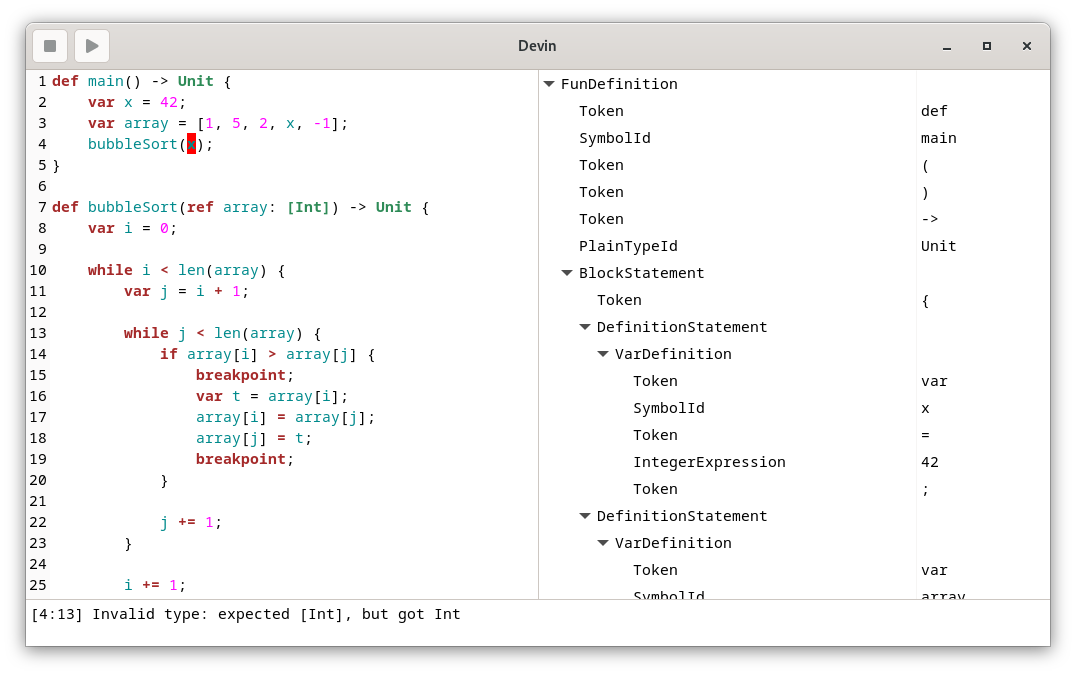 Devin
1 def main() -> Unit {
2     var x = 42;
3     var array = [1, 5, 2, x, -1];
4     bubbleSort(x);
5 }
6
7 def bubbleSort(ref array: [Int]) -> Unit {
8     var i = 0;
9
10     while i < len(array) {
11         var j = i + 1;
12
13         while j < len(array) {
14             if array[i] > array[j] {
15                 breakpoint;
16                 var t = array[i];
17                 array[i] = array[j];
18                 array[j] = t;
19                 breakpoint;
20             }
21
22             j += 1;
23         }
24
25         i += 1;
FunDefinition
Token def
SymbolId main
Token (
Token )
Token ->
PlainTypeId Unit
BlockStatement
Token {
DefinitionStatement
VarDefinition
Token var
SymbolId x
Token =
IntegerExpression 42
Token ;
DefinitionStatement
VarDefinition
Token var
SymbolId array
[4:13] Invalid type: expected [Int], but got Int